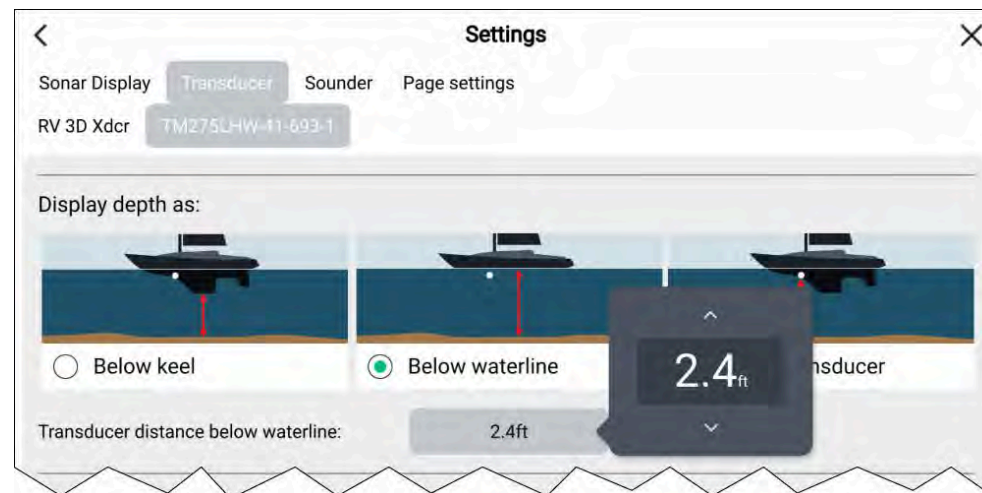 Settings
Sonar Display Transducer Sounder Page settings
RV 3D Xdcr TM275LHW-11-693-1
Display depth as:
Below keel Below waterline nsducer
2.4ft
Transducer distance below waterline: 2.4ft